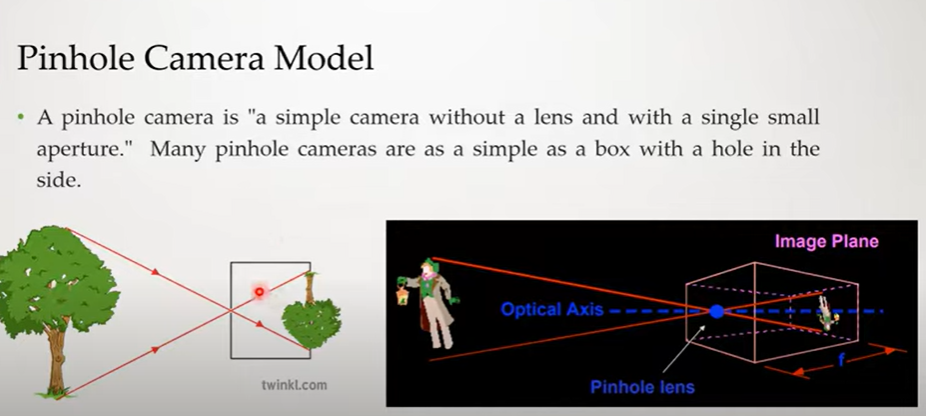 Pinhole Camera Model
• A pinhole camera is "a simple camera without a lens and with a single small
aperture." Many pinhole cameras are as a simple as a box with a hole in the
side.
twinkl.com
Image Plane
Optical Axis
f
Pinhole lens